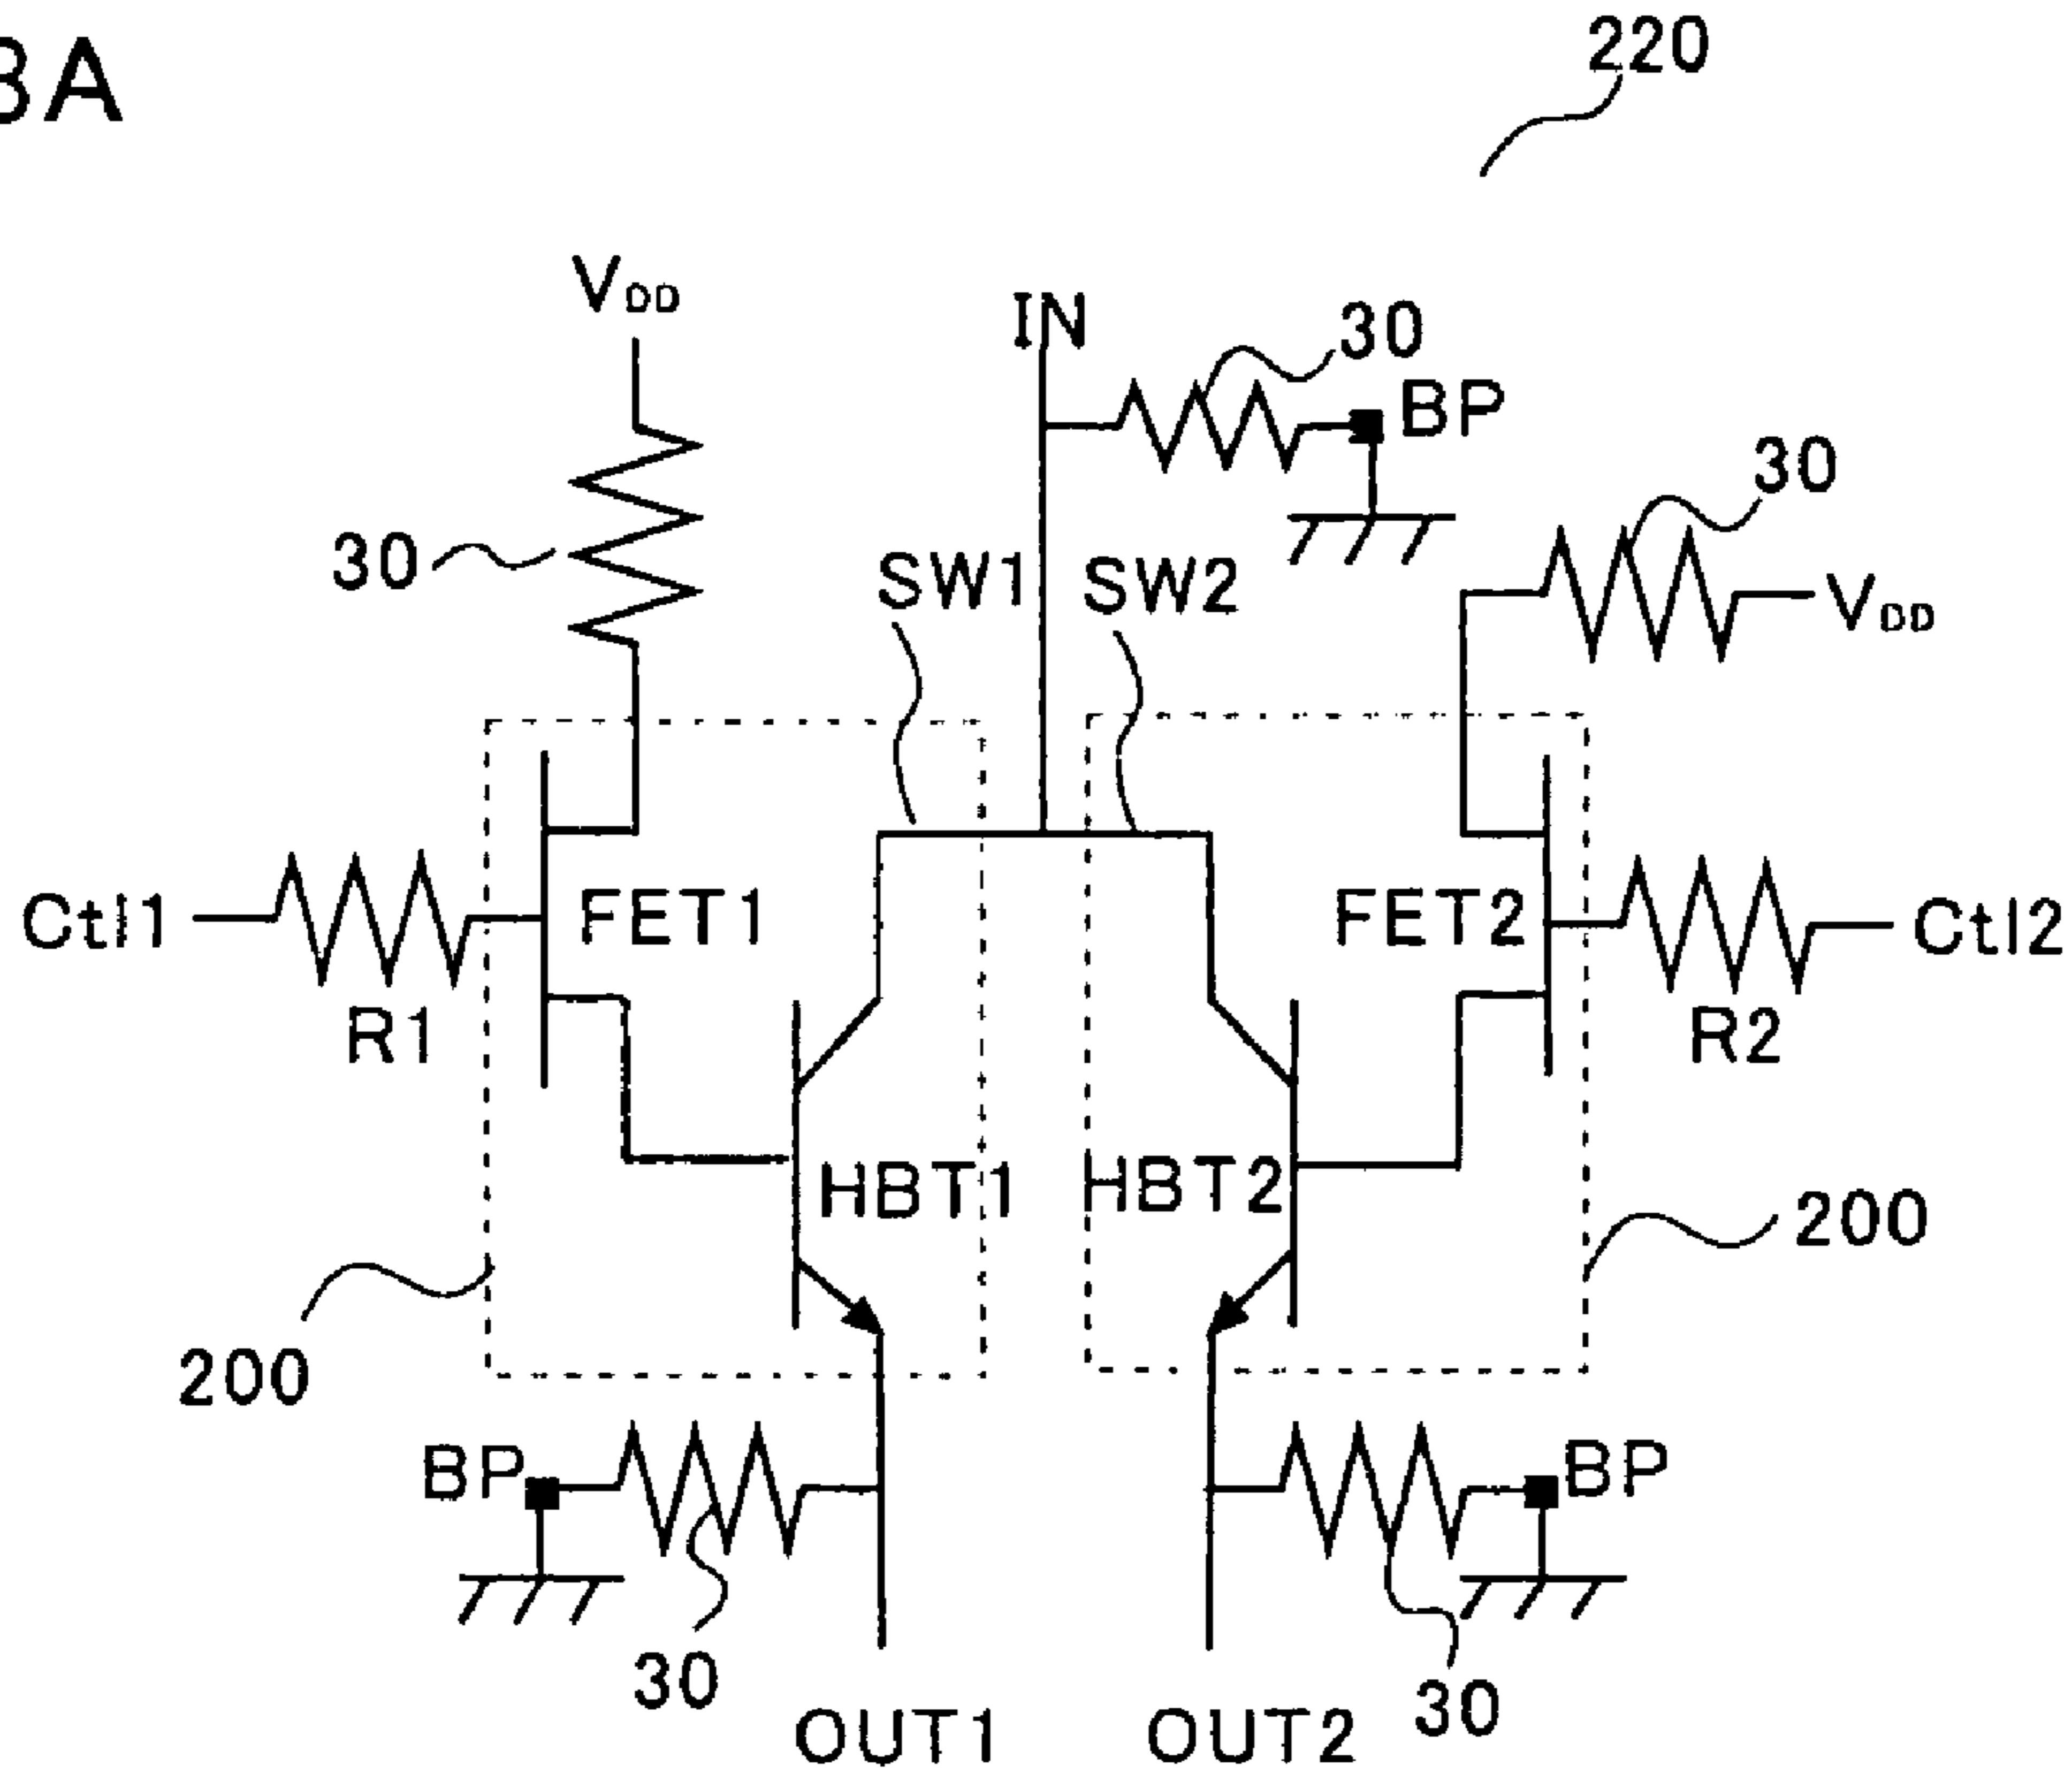 3A
220
VDD
IN
30
BP
30
30
SW1
SW2
VDD
Ctl1
FET1
FET2
Ctl2
R1
R2
HBT1
HBT2
200
200
BP
BP
30
30
OUT1
OUT2